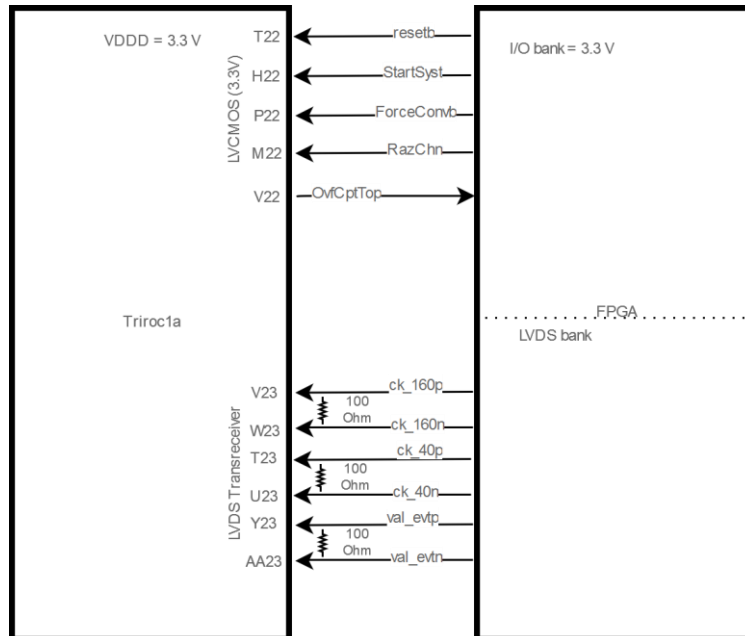 VDDD = 3.3 V
T22
resetb
I/O bank = 3.3 V
LVCMOS (3.3V)
H22
StartSyst
P22
ForceConvb
M22
RazChn
V22
OvfCptTop
Triroc1a
FPGA
LVDS bank
LVDS Transreceiver
V23
ck_160p
100
Ohm
W23
ck_160n
T23
ck_40p
100
Ohm
U23
ck_40n
Y23
val_evtp
100
Ohm
AA23
val_evtn